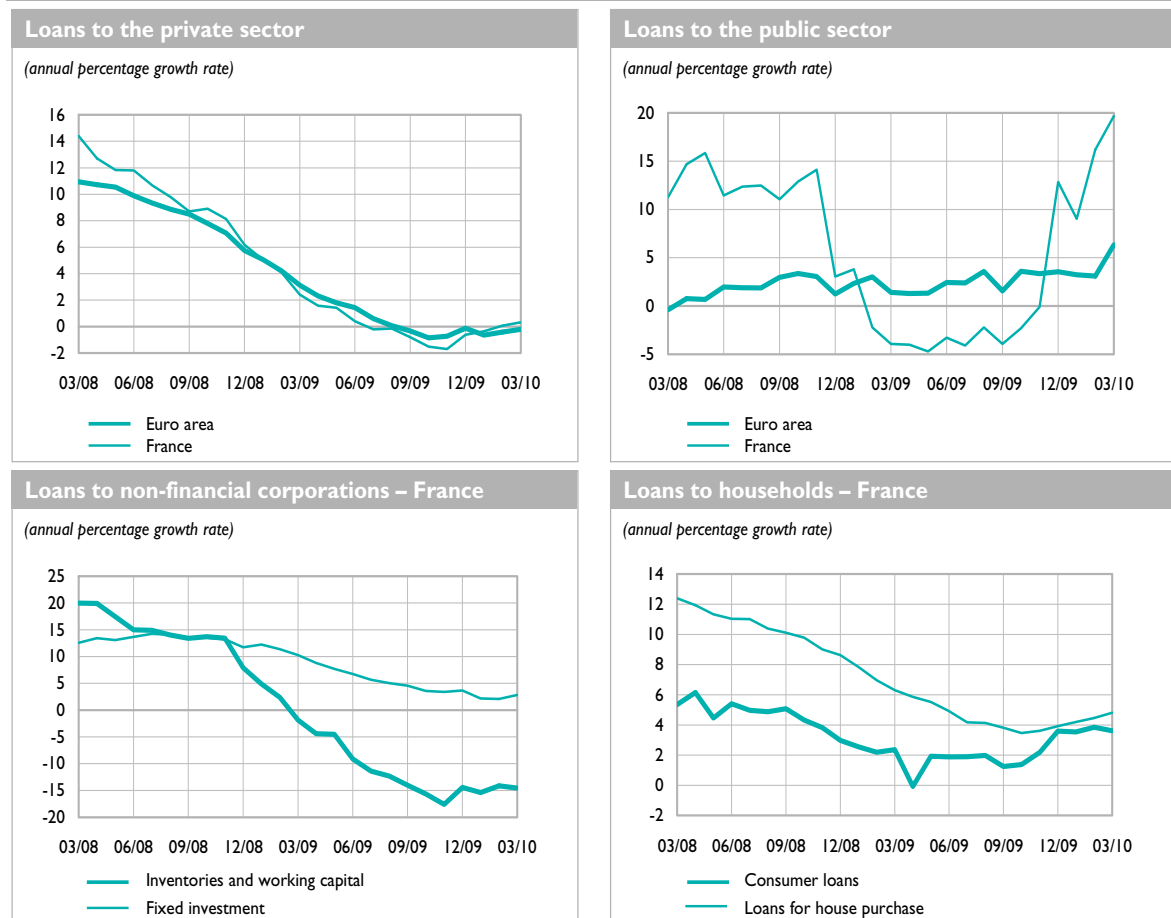 Loans to the private sector
(annual percentage growth rate)
16
14
12
10
8
6
4
2
0
-2
03/08 06/08 09/08 12/08 03/09 06/09 09/09 12/09 03/10
Euro area
France
Loans to the public sector
(annual percentage growth rate)
20
15
10
5
0
-5
03/08 06/08 09/08 12/08 03/09 06/09 09/09 12/09 03/10
Euro area
France
Loans to non-financial corporations – France
(annual percentage growth rate)
25
20
15
10
5
0
-5
-10
-15
-20
03/08 06/08 09/08 12/08 03/09 06/09 09/09 12/09 03/10
Inventories and working capital
Fixed investment
Loans to households – France
(annual percentage growth rate)
14
12
10
8
6
4
2
0
-2
03/08 06/08 09/08 12/08 03/09 06/09 09/09 12/09 03/10
Consumer loans
Loans for house purchase